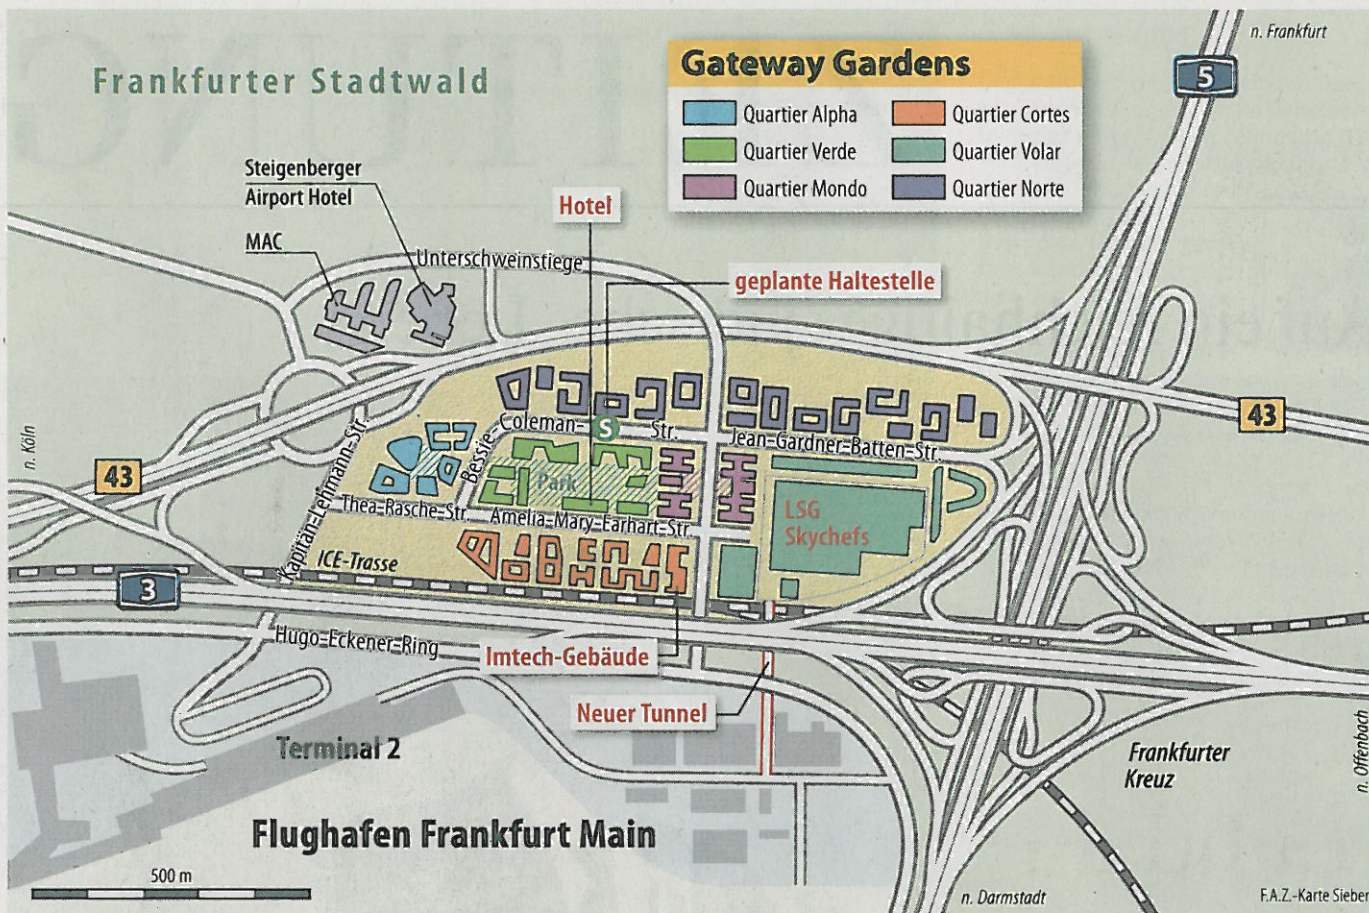 Frankfurter Stadtwald
n. Frankfurt
5
Gateway Gardens
Quartier Alpha
Quartier Cortes
Quartier Verde
Quartier Volar
Quartier Mondo
Quartier Norte
Steigenberger
Airport Hotel
MAC
Hotel
Unterschweinstiege
geplante Haltestelle
43
n. Köln
43
Kapitän-Lehmann-Str.
Bessie-Coleman-Str.
S
Jean-Gardner-Batten-Str.
Park
Thea-Rasche-Str.
Amelia-Mary-Earhart-Str.
LSG
Skychefs
ICE-Trasse
3
Hugo-Eckener-Ring
Imtech-Gebäude
Neuer Tunnel
Terminal 2
Frankfurter
Kreuz
n. Offenbach
Flughafen Frankfurt Main
500 m
n. Darmstadt
F.A.Z.-Karte Sieber